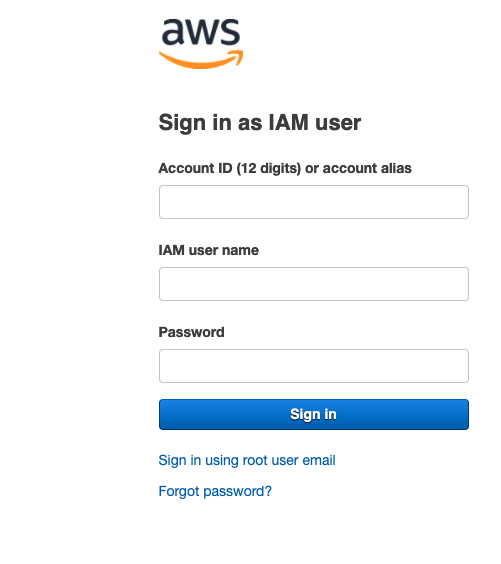 aws
Sign in as IAM user
Account ID (12 digits) or account alias
IAM user name
Password
Sign in
Sign in using root user email
Forgot password?